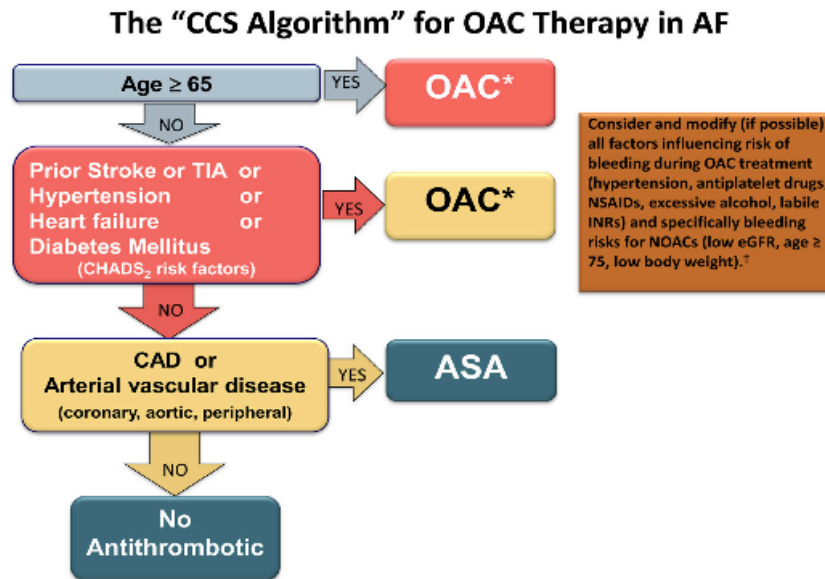 The “CCS Algorithm” for OAC Therapy in AF
Age ≥ 65
YES
OAC*
NO
Prior Stroke or TIA or
Hypertension or
Heart failure or
Diabetes Mellitus
(CHADS₂ risk factors)
YES
OAC*
Consider and modify (if possible)
all factors influencing risk of
bleeding during OAC treatment
(hypertension, antiplatelet drugs,
NSAIDs, excessive alcohol, labile
INRs) and specifically bleeding
risks for NOACs (low eGFR, age ≥
75, low body weight).†
NO
CAD or
Arterial vascular disease
(coronary, aortic, peripheral)
YES
ASA
NO
No
Antithrombotic